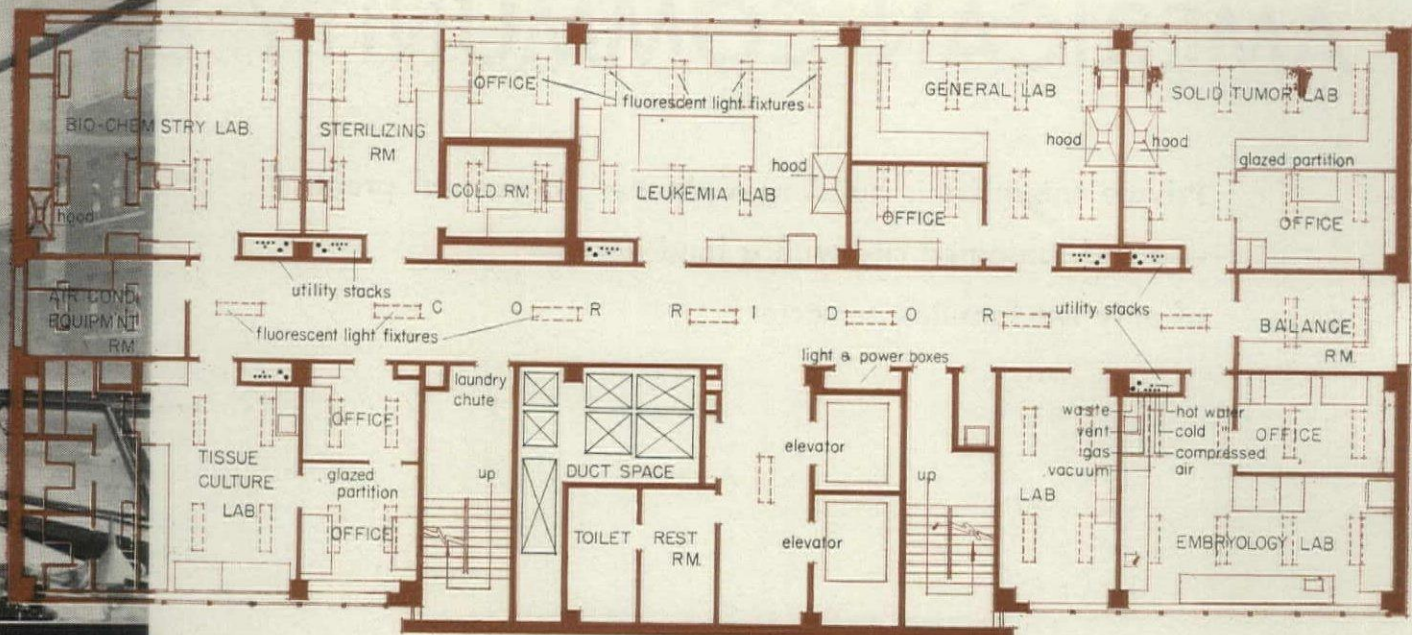 BIO-CHEMISTRY LAB.
STERILIZING
RM
OFFICE
fluorescent light fixtures
GENERAL LAB
SOLID TUMOR LAB
hood
COLD RM
LEUKEMIA LAB
hood
OFFICE
hood
hood
glazed partition
OFFICE
utility stacks
AIR COND
EQUIPMNT
RM
fluorescent light fixtures
C O R R I D O R
utility stacks
BALANCE
RM.
light & power boxes
laundry
chute
OFFICE
TISSUE
CULTURE
LAB.
glazed
partition
OFFICE
up
DUCT SPACE
TOILET
REST
RM.
elevator
elevator
up
LAB
waste
vent
gas
vacuum
hot water
cold "
compressed
air
OFFICE
EMBRYOLOGY LAB